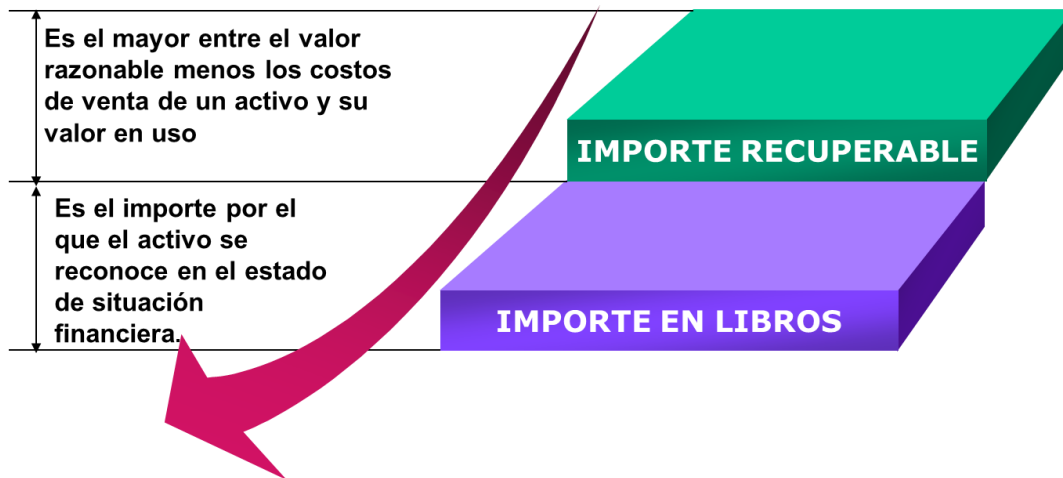 Es el mayor entre el valor
razonable menos los costos
de venta de un activo y su
valor en uso
IMPORTE RECUPERABLE
Es el importe por el
que el activo se
reconoce en el estado
de situación
financiera.
IMPORTE EN LIBROS